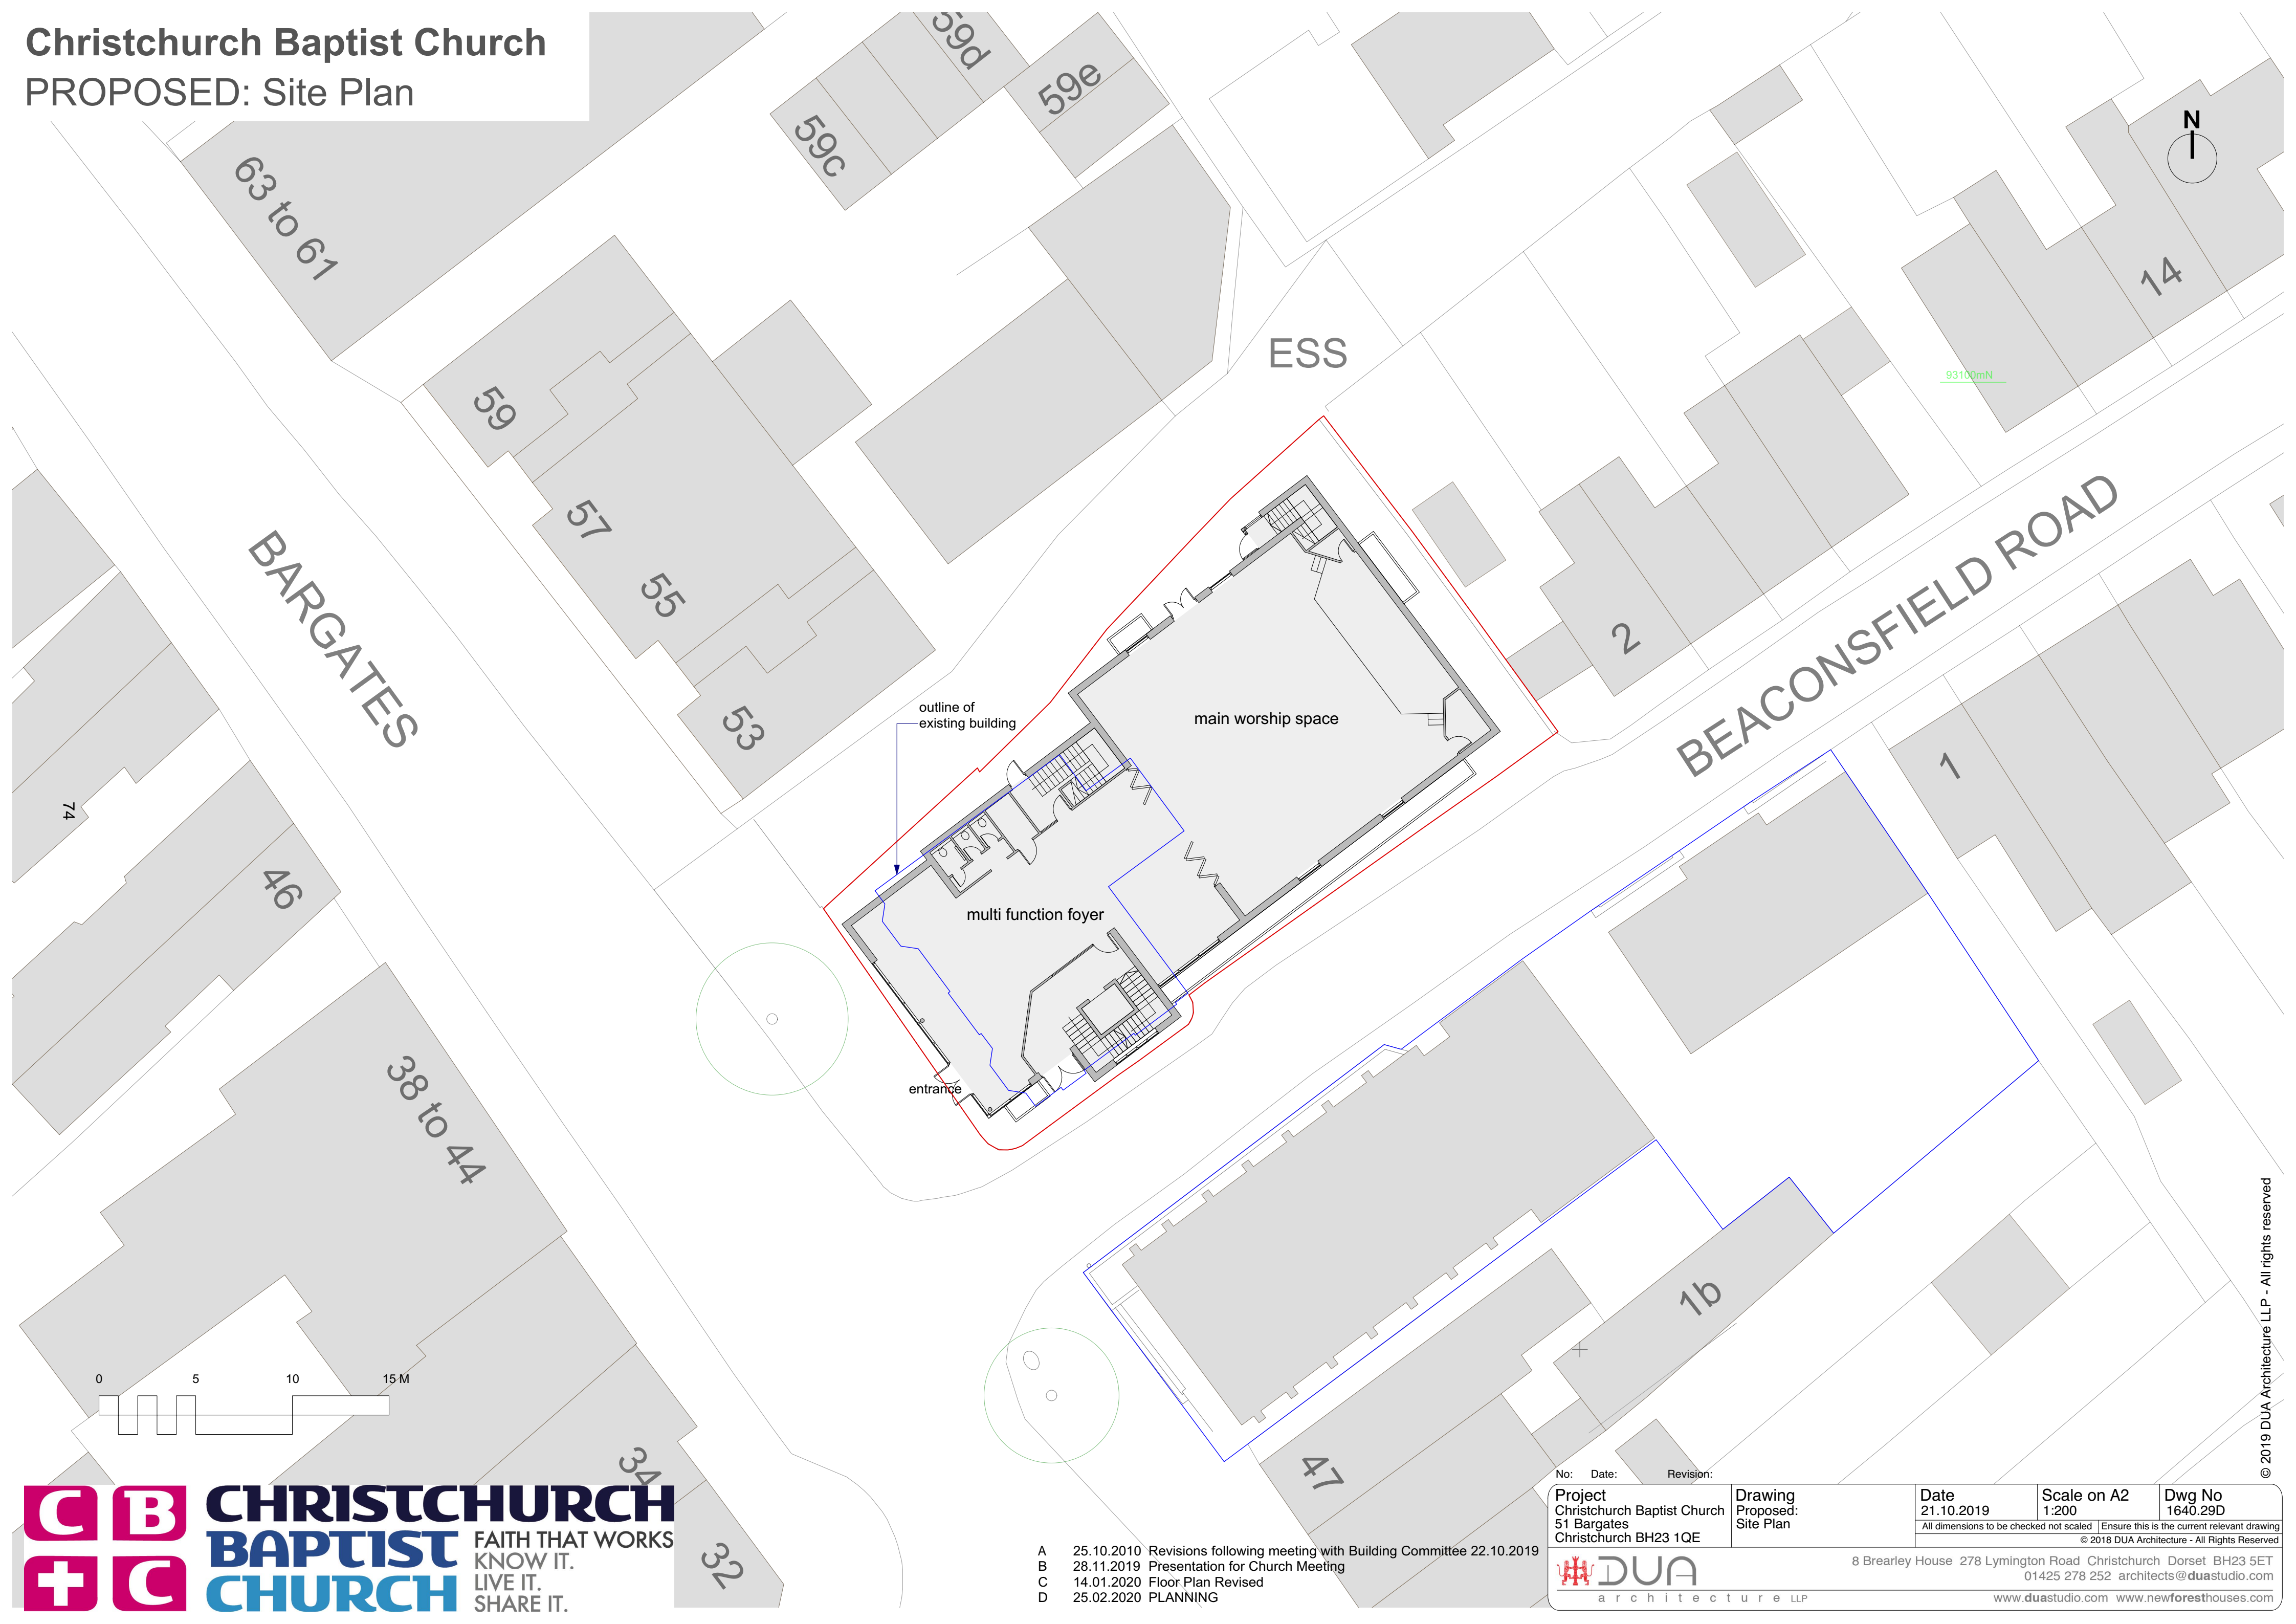 Christchurch Baptist Church
PROPOSED: Site Plan
59d
59e
59c
63 to 61
N
14
ESS
93100mN
59
57
55
53
BARGATES
BEACONSFIELD ROAD
2
1
outline of
existing building
main worship space
multi function foyer
entrance
74
46
38 to 44
34
32
1b
47
0 5 10 15 M
C B
C
CHRISTCHURCH
BAPTIST
CHURCH
FAITH THAT WORKS
KNOW IT.
LIVE IT.
SHARE IT.
A 25.10.2010 Revisions following meeting with Building Committee 22.10.2019
B 28.11.2019 Presentation for Church Meeting
C 14.01.2020 Floor Plan Revised
D 25.02.2020 PLANNING
No: Date: Revision:
Project
Christchurch Baptist Church
51 Bargates
Christchurch BH23 1QE
Drawing
Proposed:
Site Plan
Date
21.10.2019
Scale on A2
1:200
Dwg No
1640.29D
All dimensions to be checked not scaled
Ensure this is the current relevant drawing
© 2018 DUA Architecture - All Rights Reserved
DUA
architecture LLP
8 Brearley House 278 Lymington Road Christchurch Dorset BH23 5ET
01425 278 252 architects@duastudio.com
www.duastudio.com www.newforesthouses.com
© 2019 DUA Architecture LLP - All rights reserved